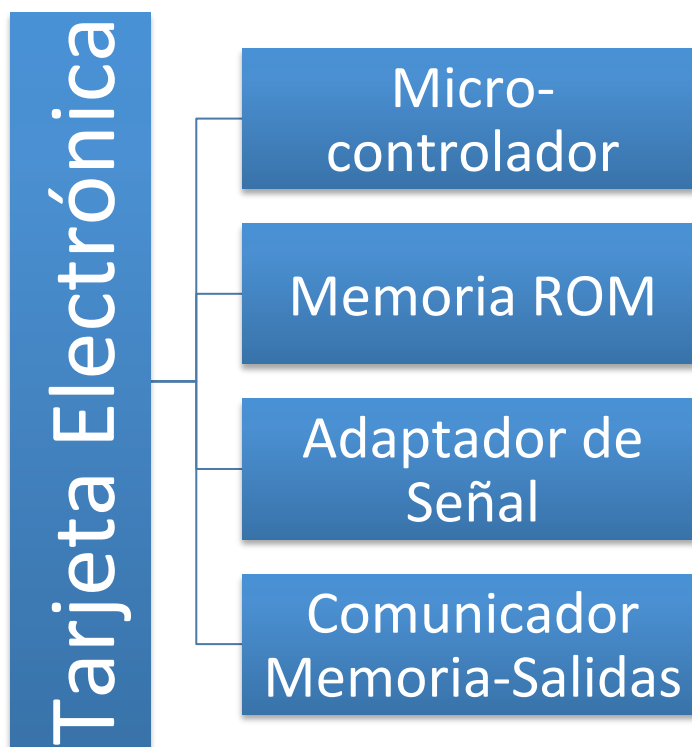 Tarjeta Electrónica
Micro-
controlador
Memoria ROM
Adaptador de
Señal
Comunicador
Memoria-Salidas